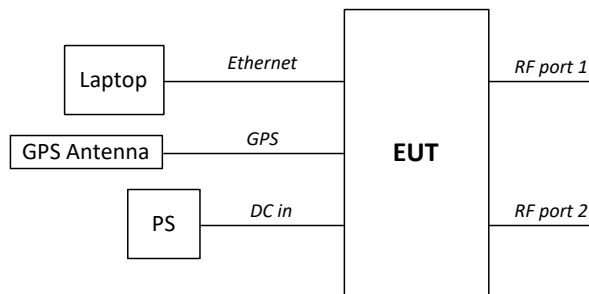 Ethernet
RF port 1
Laptop
GPS
GPS Antenna
EUT
DC in
RF port 2
PS